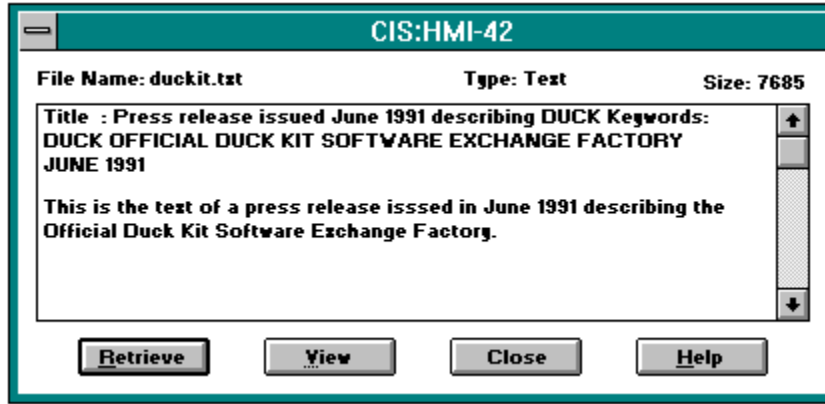 CIS:HMI-42
File Name: duckit.txt Type: Text Size: 7685
Title : Press release issued June 1991 describing DUCK Keywords:
DUCK OFFICIAL DUCK KIT SOFTWARE EXCHANGE FACTORY
JUNE 1991
This is the text of a press release isssed in June 1991 describing the
Official Duck Kit Software Exchange Factory.
Retrieve View Close Help